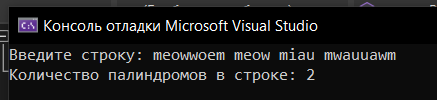 Консоль отладки Microsoft Visual Studio
Введите строку: meowwoem meow miau mwauuawm
Количество палиндромов в строке: 2